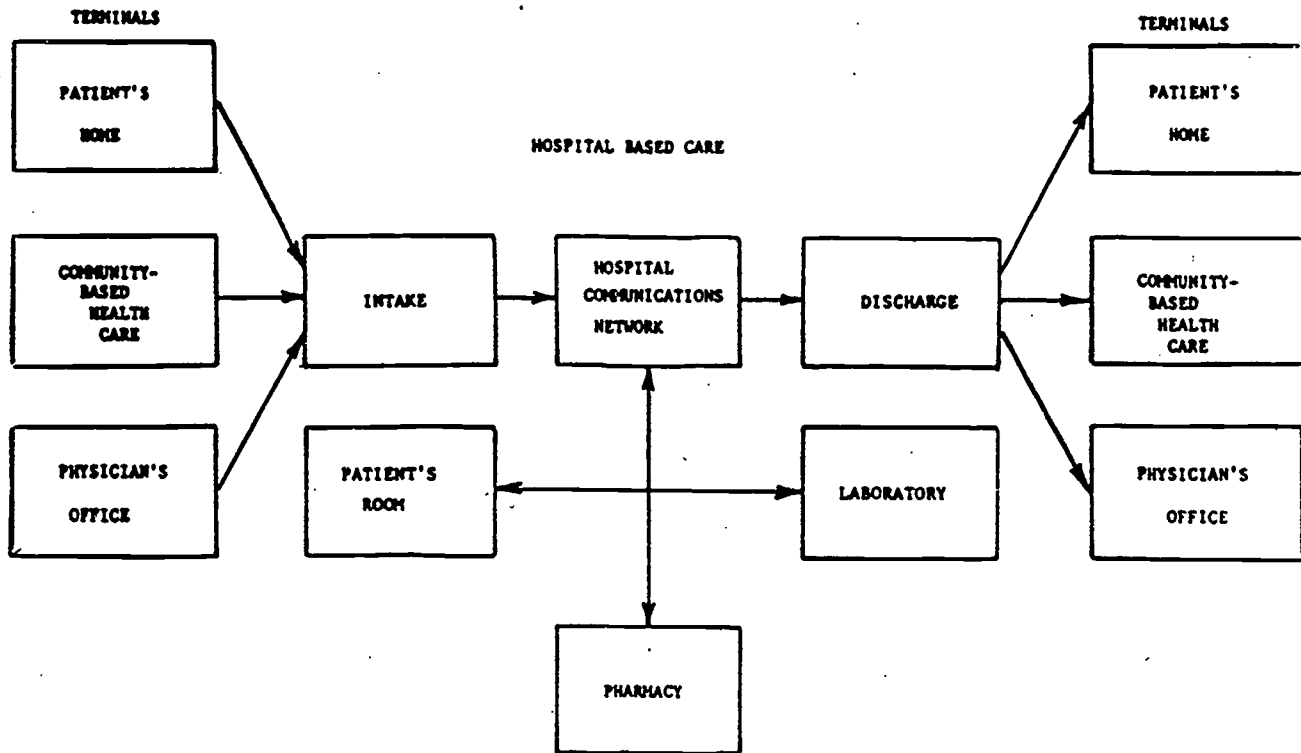 TERMINALS
PATIENT'S
HOME
COMMUNITY-
BASED
HEALTH
CARE
PHYSICIAN'S
OFFICE
HOSPITAL BASED CARE
INTAKE
HOSPITAL
COMMUNICATIONS
NETWORK
DISCHARGE
PATIENT'S
ROOM
LABORATORY
PHARMACY
TERMINALS
PATIENT'S
HOME
COMMUNITY-
BASED
HEALTH
CARE
PHYSICIAN'S
OFFICE